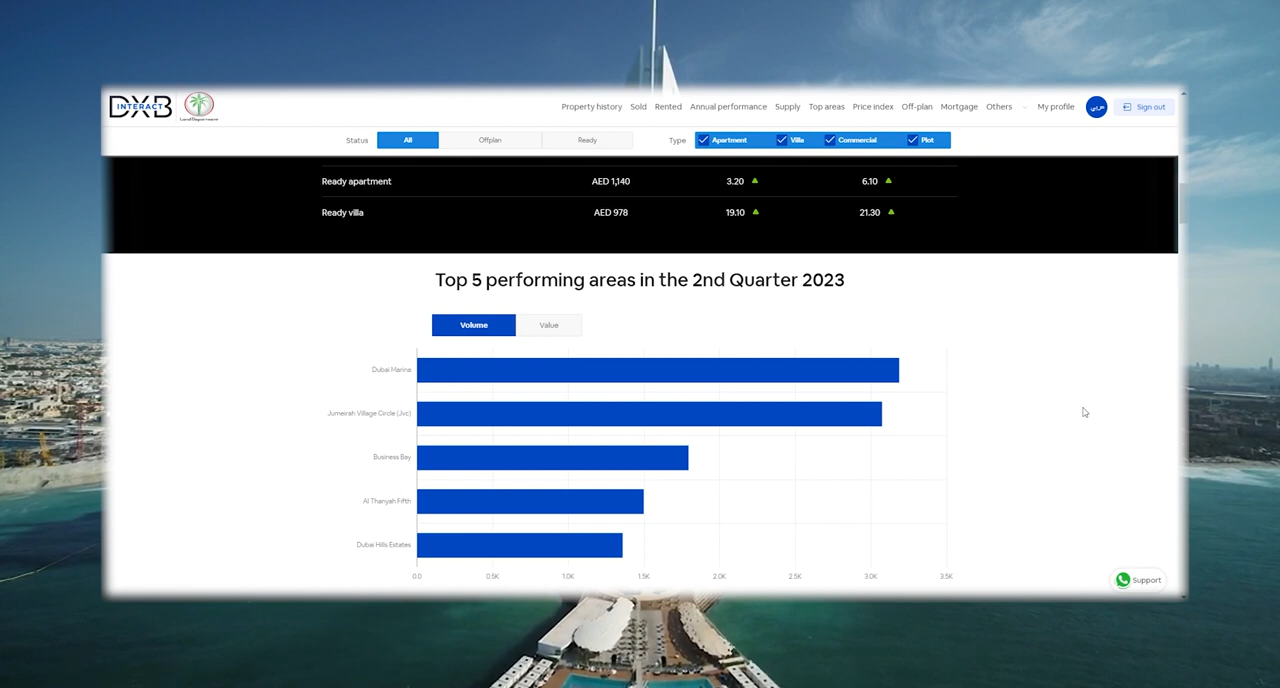 DXB
INTERACT
Land Department
Property history Sold Rented Annual performance Supply Top areas Price index Off-plan Mortgage Others My profile عربي Sign out
Status All Offplan Ready Type Apartment Villa Commercial Plot
Ready apartment AED 1,140 3.20 6.10
Ready villa AED 978 19.10 21.30
Top 5 performing areas in the 2nd Quarter 2023
Volume Value
Dubai Marina
Jumeirah Village Circle (Jvc)
Business Bay
Al Thanyah Fifth
Dubai Hills Estates
0.0 0.5K 1.0K 1.5K 2.0K 2.5K 3.0K 3.5K
Support